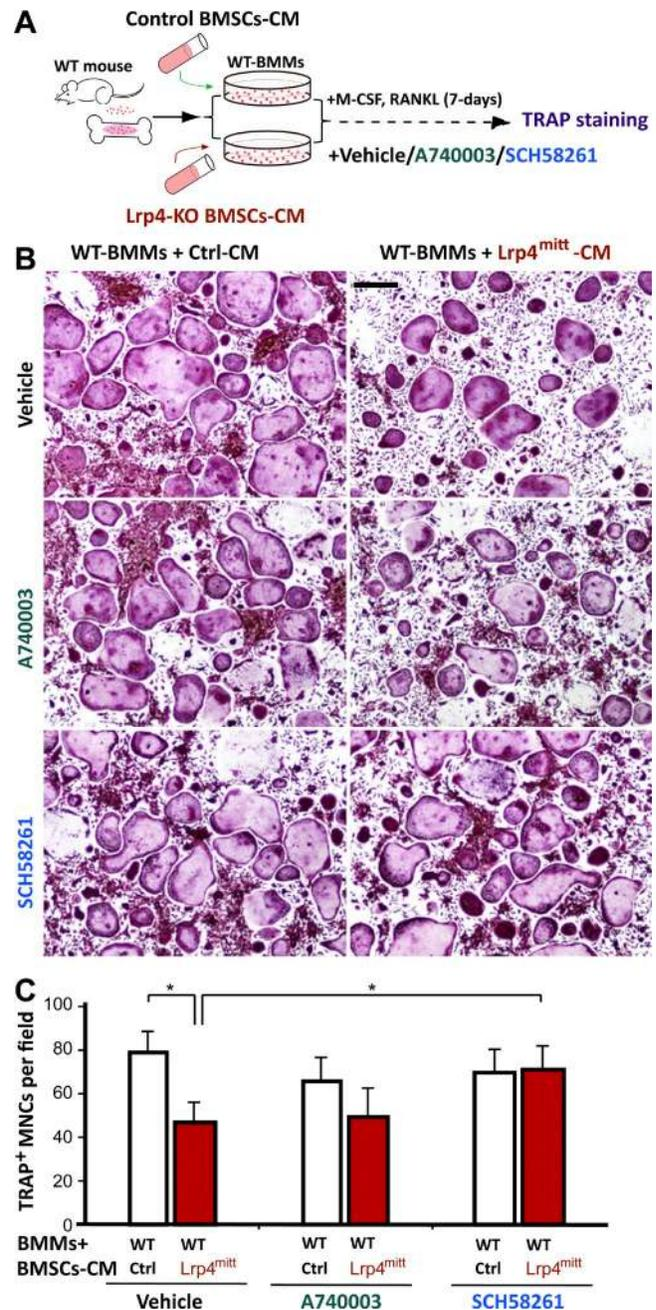 A
Control BMSCs-CM
WT mouse
WT-BMMs
+M-CSF, RANKL (7-days)
TRAP staining
+Vehicle/A740003/SCH58261
Lrp4-KO BMSCs-CM
B
WT-BMMs + Ctrl-CM
WT-BMMs + Lrp4mitt -CM
Vehicle
A740003
SCH58261
C
TRAP+ MNCs per field
100
80
60
40
20
0
*
*
BMMs+ WT WT WT WT WT WT
BMSCs-CM Ctrl Lrp4mitt Ctrl Lrp4mitt Ctrl Lrp4mitt
Vehicle A740003 SCH58261